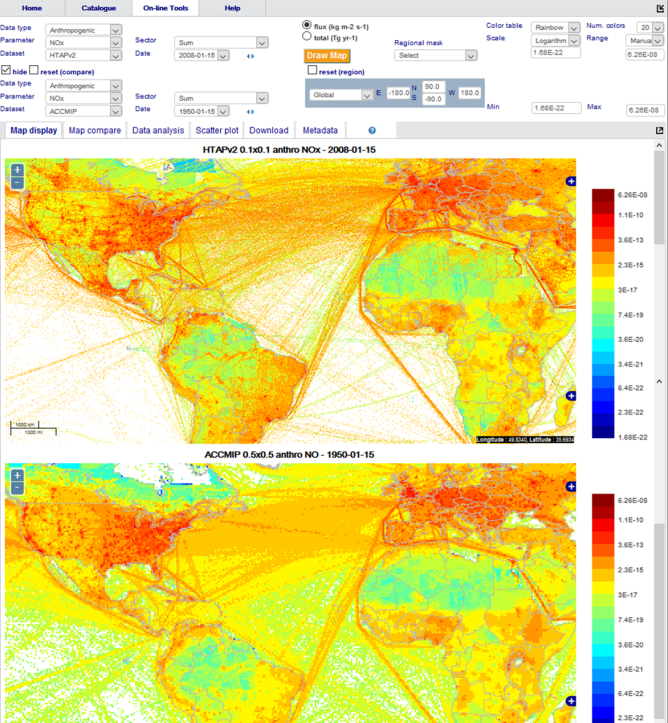 Home Catalogue On-line Tools Help
Data type Anthropogenic
Parameter NOx Sector Sum
Dataset HTAPv2 Date 2008-01-15
flux (kg m-2 s-1)
total (Tg yr-1)
Draw Map
Regional mask
Select
Color table Rainbow Num. colors 20
Scale Logarithm Range Manua
1.68E-22 6.26E-08
hide reset (compare)
reset (region)
Data type Anthropogenic
Parameter NOx Sector Sum
Dataset ACCMIP Date 1950-01-15
Global E -180.0 N 90.0 S -90.0 W 180.0
Min 1.68E-22 Max 6.26E-08
Map display Map compare Data analysis Scatter plot Download Metadata ?
HTAPv2 0.1x0.1 anthro NOx - 2008-01-15
+
−
6.26E-08
1.1E-10
3.6E-13
2.3E-15
3E-17
7.4E-19
3.6E-20
3.4E-21
6.4E-22
2.3E-22
1.68E-22
1000 km
1000 mi
Longitude : 49.8340, Latitude : 35.6934
ACCMIP 0.5x0.5 anthro NO - 1950-01-15
+
−
6.26E-08
1.1E-10
3.6E-13
2.3E-15
3E-17
7.4E-19
3.6E-20
3.4E-21
6.4E-22
2.3E-22